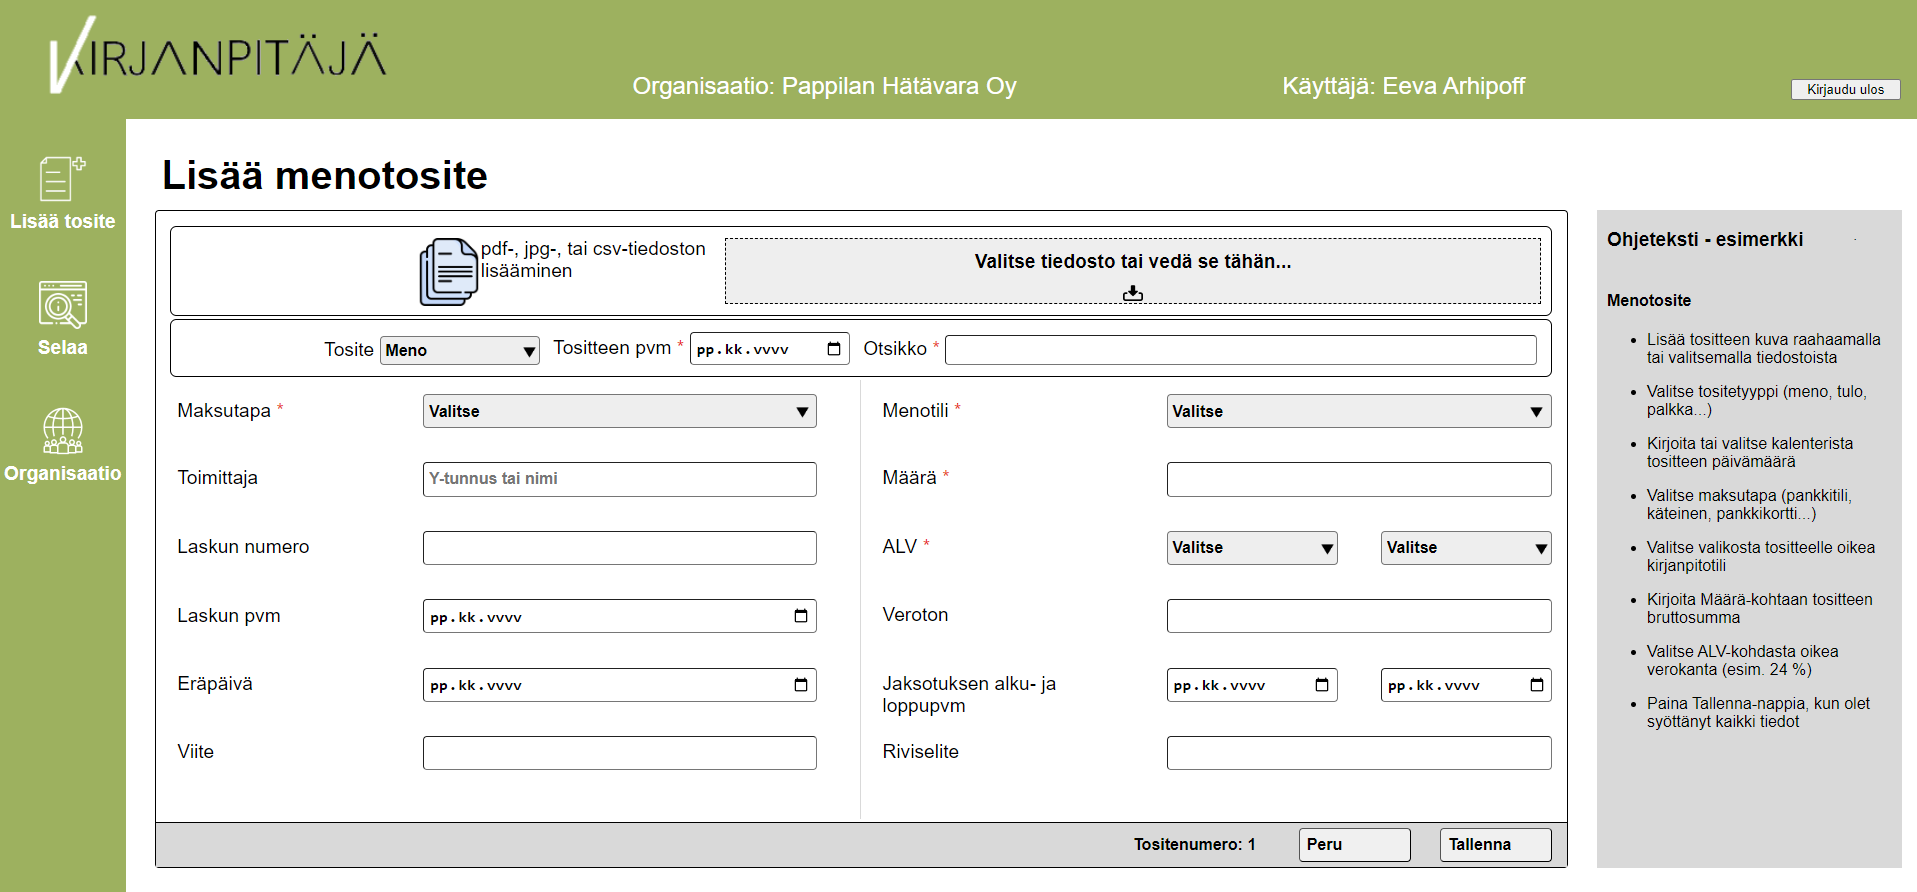 KIRJANPITÄJÄ
Organisaatio: Pappilan Hätävara Oy
Käyttäjä: Eeva Arhipoff
Kirjaudu ulos
Lisää tosite
Selaa
Organisaatio
Lisää menotosite
pdf-, jpg-, tai csv-tiedoston
lisääminen
Valitse tiedosto tai vedä se tähän...
Tosite Meno
Tositteen pvm * pp.kk.vvvv
Otsikko *
Maksutapa * Valitse
Toimittaja Y-tunnus tai nimi
Laskun numero
Laskun pvm pp.kk.vvvv
Eräpäivä pp.kk.vvvv
Viite
Menotili * Valitse
Määrä *
ALV * Valitse Valitse
Veroton
Jaksotuksen alku- ja
loppupvm
pp.kk.vvvv pp.kk.vvvv
Riviselite
Tositenumero: 1
Peru
Tallenna
Ohjeteksti - esimerkki
Menotosite
• Lisää tositteen kuva raahaamalla
tai valitsemalla tiedostoista
• Valitse tositetyyppi (meno, tulo,
palkka...)
• Kirjoita tai valitse kalenterista
tositteen päivämäärä
• Valitse maksutapa (pankkitili,
käteinen, pankkikortti...)
• Valitse valikosta tositteelle oikea
kirjanpitotili
• Kirjoita Määrä-kohtaan tositteen
bruttosumma
• Valitse ALV-kohdasta oikea
verokanta (esim. 24 %)
• Paina Tallenna-nappia, kun olet
syöttänyt kaikki tiedot